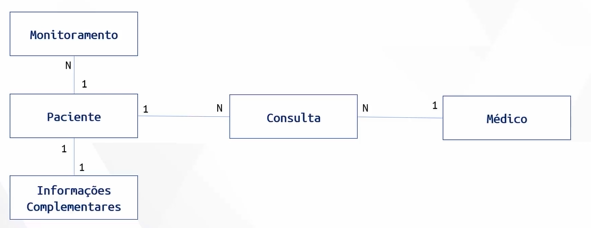 Monitoramento
N
1
Paciente
1
N
Consulta
N
1
Médico
1
1
Informações
Complementares